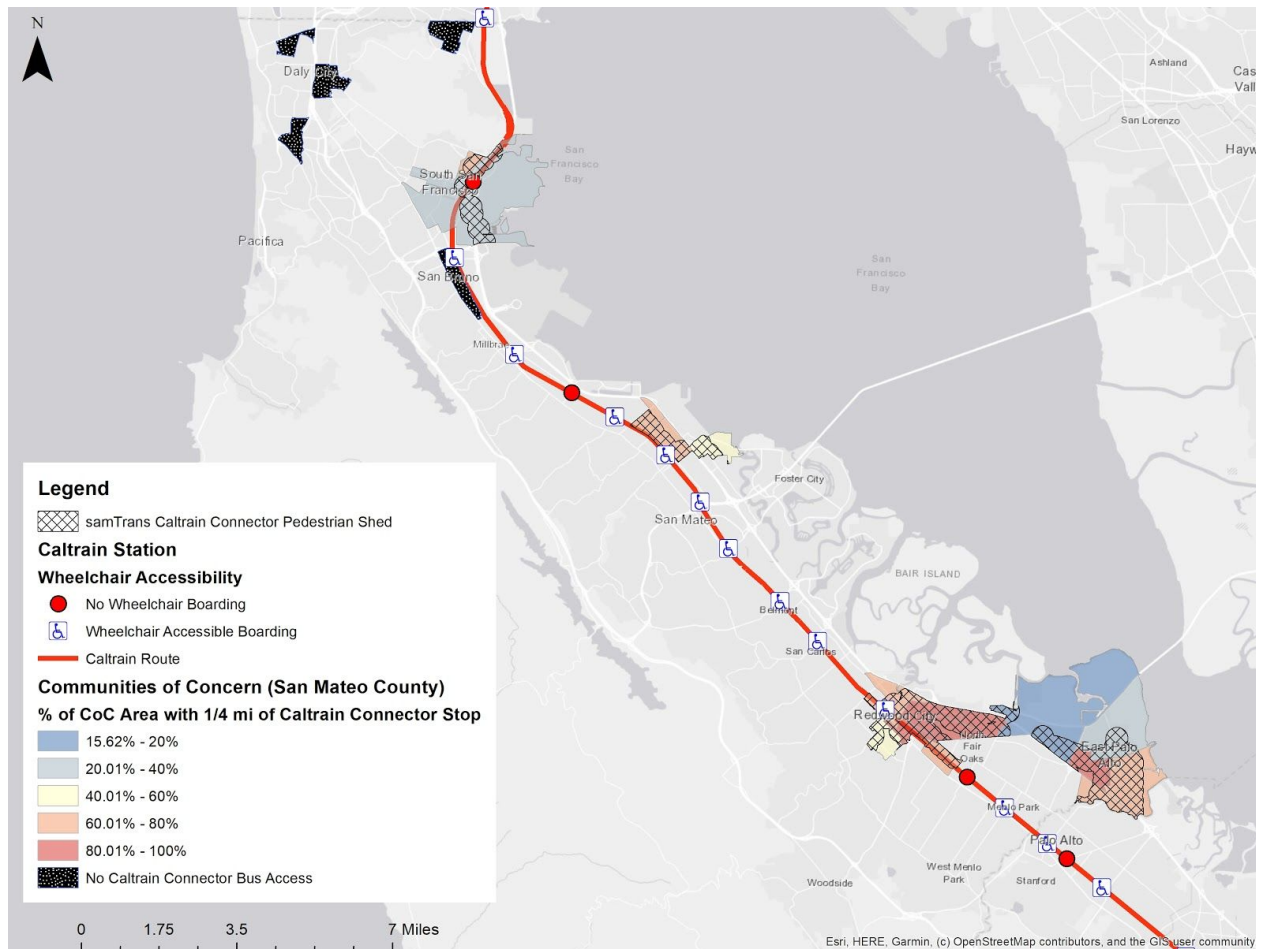 N
Ashland
Cas
Vall
Daly City
San Lorenzo
Hayw
San
Francisco
Bay
South San
Francisco
Pacifica
San
Francisco
Bay
San Bruno
Millbrae
Foster City
San Mateo
BAIR ISLAND
Belmont
San Carlos
Redwood City
North
Fair
Oaks
East Palo
Alto
Menlo Park
Palo Alto
West Menlo
Park
Stanford
Woodside
Legend
samTrans Caltrain Connector Pedestrian Shed
Caltrain Station
Wheelchair Accessibility
No Wheelchair Boarding
Wheelchair Accessible Boarding
Caltrain Route
Communities of Concern (San Mateo County)
% of CoC Area with 1/4 mi of Caltrain Connector Stop
15.62% - 20%
20.01% - 40%
40.01% - 60%
60.01% - 80%
80.01% - 100%
No Caltrain Connector Bus Access
0 1.75 3.5 7 Miles
Esri, HERE, Garmin, (c) OpenStreetMap contributors, and the GIS user community